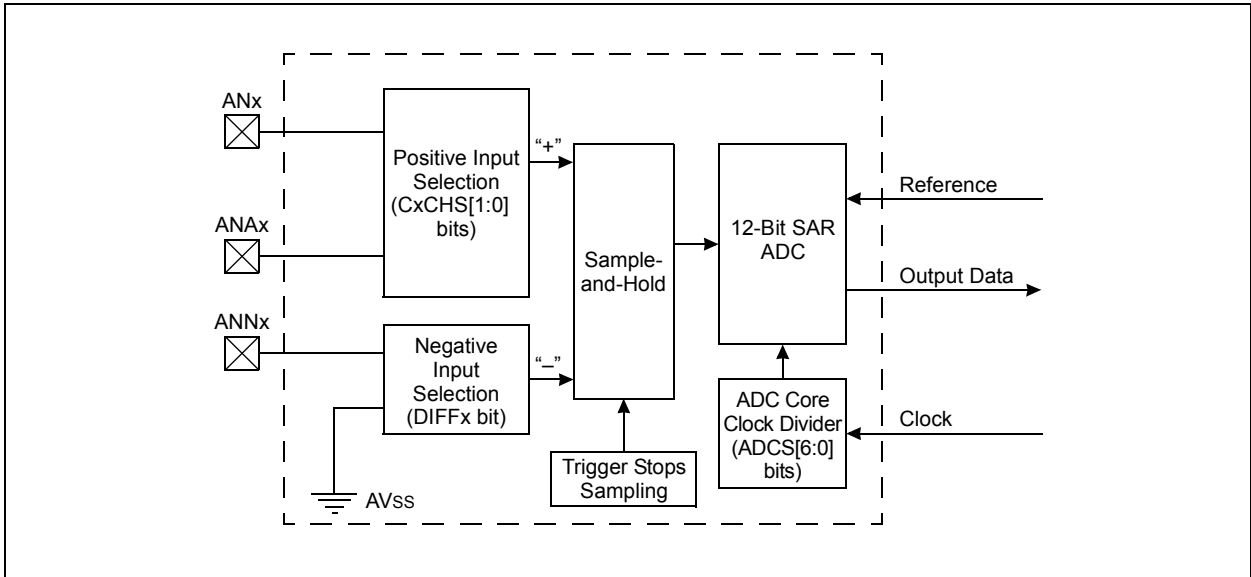 ANx
ANAx
ANNx
Positive Input
Selection
(CxCHS[1:0]
bits)
“+”
Negative
Input
Selection
(DIFFx bit)
“–”
AVSS
Sample-
and-Hold
Trigger Stops
Sampling
12-Bit SAR
ADC
ADC Core
Clock Divider
(ADCS[6:0]
bits)
Reference
Output Data
Clock